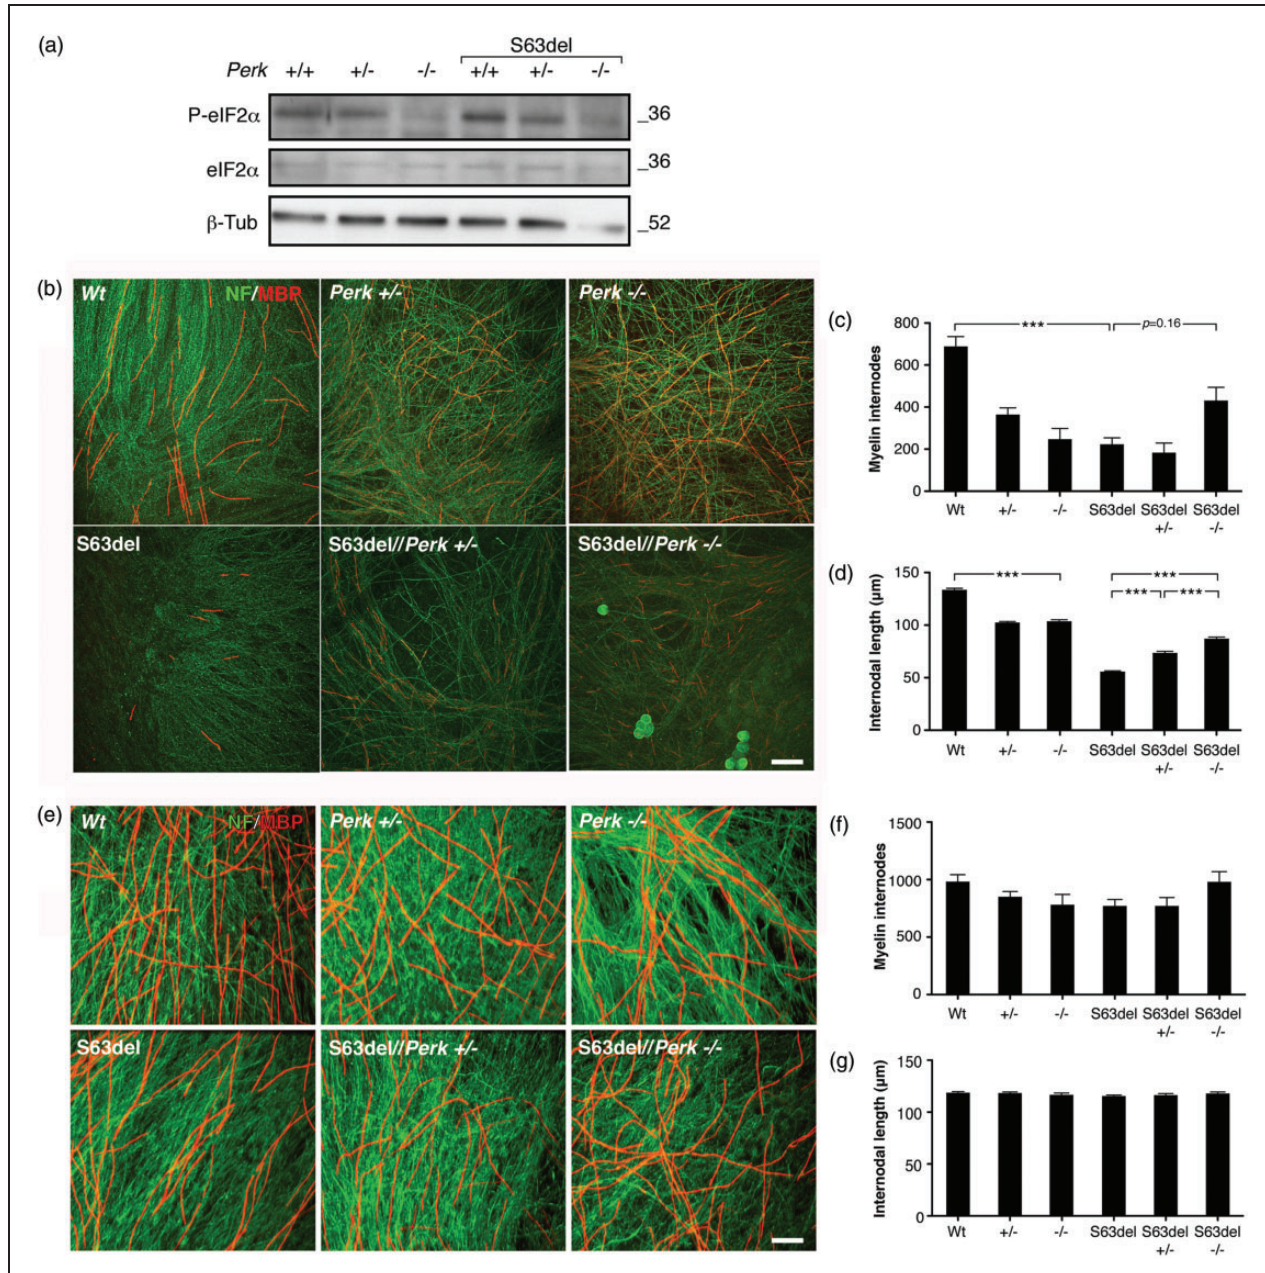 (a)
S63del
Perk +/+ +/- -/- +/+ +/- -/-
P-eIF2α _36
eIF2α _36
β-Tub _52
(b)
Wt NF/MBP
Perk +/-
Perk -/-
S63del
S63del//Perk +/-
S63del//Perk -/-
(c)
*** p=0.16
Myelin internodes
800
600
400
200
0
Wt +/- -/- S63del S63del +/- S63del -/-
(d)
*** ***
*** ***
Internodal length (µm)
150
100
50
0
Wt +/- -/- S63del S63del +/- S63del -/-
(e)
Wt NF/MBP
Perk +/-
Perk -/-
S63del
S63del//Perk +/-
S63del//Perk -/-
(f)
Myelin internodes
1500
1000
500
0
Wt +/- -/- S63del S63del +/- S63del -/-
(g)
Internodal length (µm)
150
100
50
0
Wt +/- -/- S63del S63del +/- S63del -/-